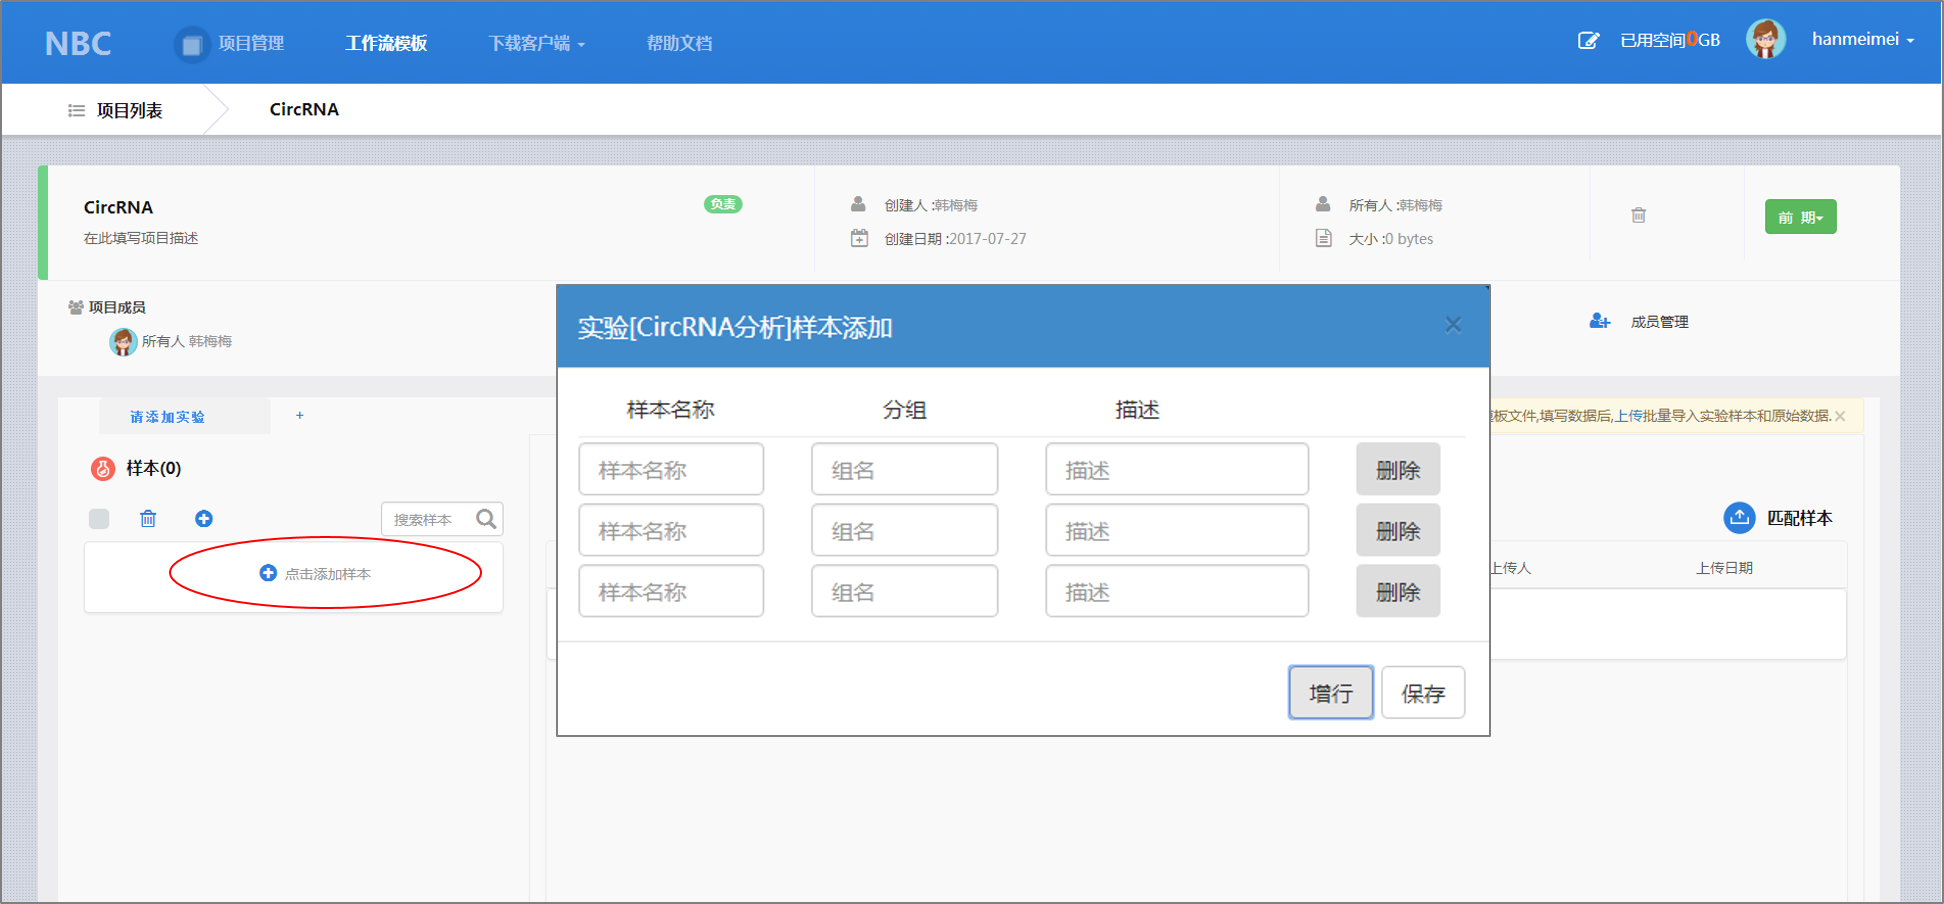 NBC 项目管理 工作流模板 下载客户端 帮助文档 已用空间0GB hanmeimei
项目列表 CircRNA
CircRNA 负责 创建人 :韩梅梅 所有人 :韩梅梅 前 期
在此填写项目描述 创建日期 :2017-07-27 大小 :0 bytes
项目成员
所有人 韩梅梅
成员管理
实验[CircRNA分析]样本添加 ×
请添加实验 +
板文件,填写数据后,上传批量导入实验样本和原始数据. ×
样本(0)
搜索样本
匹配样本
点击添加样本
上传人 上传日期
样本名称 分组 描述
样本名称 组名 描述 删除
样本名称 组名 描述 删除
样本名称 组名 描述 删除
增行 保存